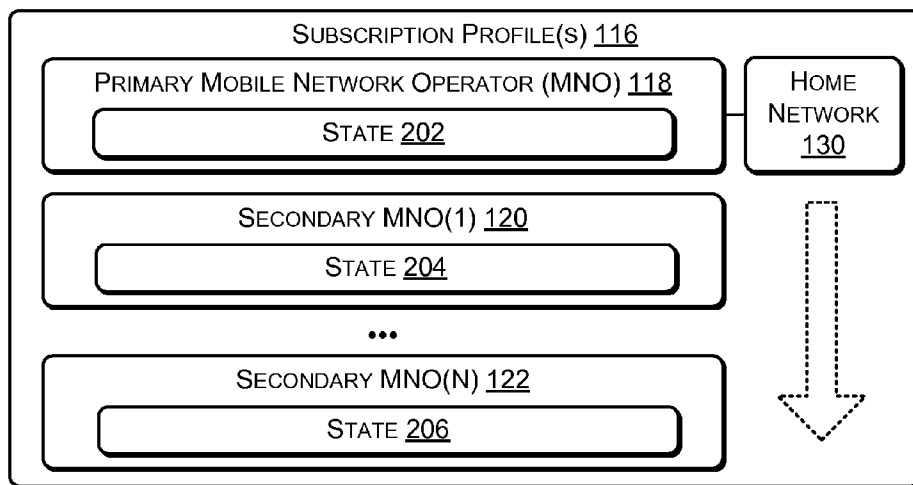 SUBSCRIPTION PROFILE(S) 116
PRIMARY MOBILE NETWORK OPERATOR (MNO) 118
STATE 202
HOME
NETWORK
130
SECONDARY MNO(1) 120
STATE 204
•••
SECONDARY MNO(N) 122
STATE 206